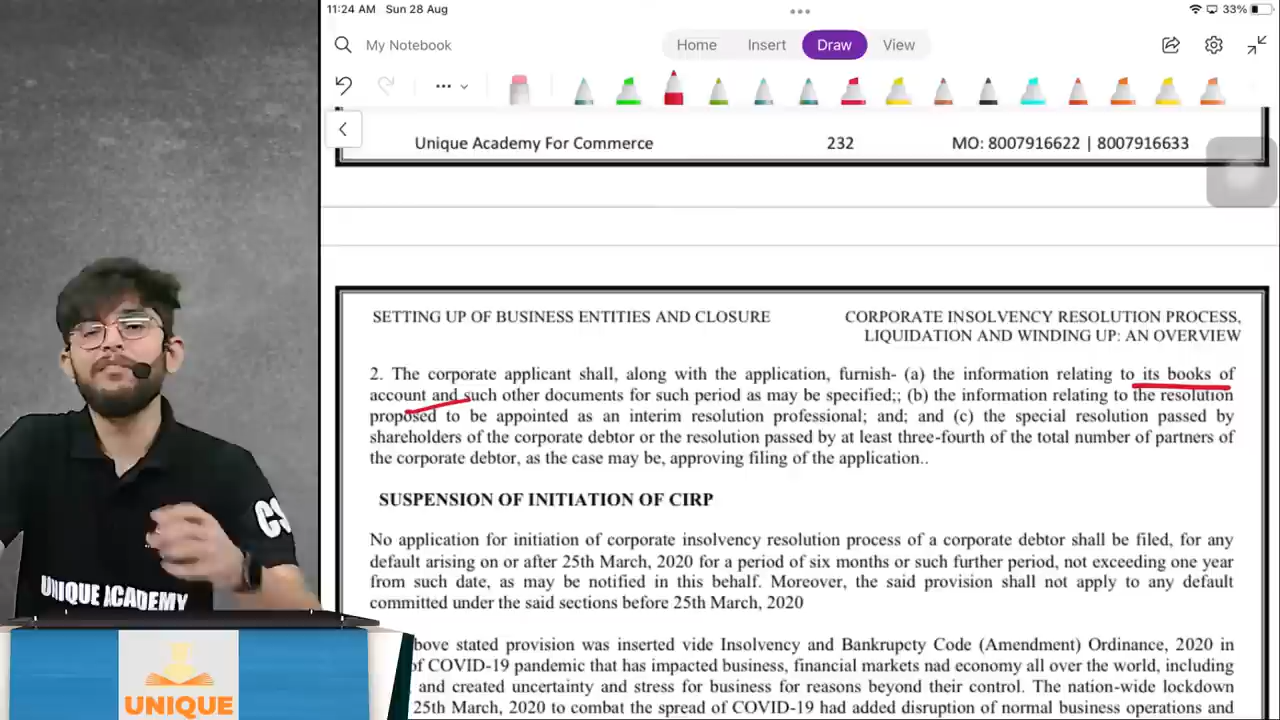 11:24 AM Sun 28 Aug
33%
My Notebook
Home Insert Draw View
Unique Academy For Commerce 232 MO: 8007916622 | 8007916633
SETTING UP OF BUSINESS ENTITIES AND CLOSURE
CORPORATE INSOLVENCY RESOLUTION PROCESS,
LIQUIDATION AND WINDING UP: AN OVERVIEW
2. The corporate applicant shall, along with the application, furnish- (a) the information relating to its books of
account and such other documents for such period as may be specified;; (b) the information relating to the resolution
proposed to be appointed as an interim resolution professional; and; and (c) the special resolution passed by
shareholders of the corporate debtor or the resolution passed by at least three-fourth of the total number of partners of
the corporate debtor, as the case may be, approving filing of the application..
SUSPENSION OF INITIATION OF CIRP
No application for initiation of corporate insolvency resolution process of a corporate debtor shall be filed, for any
default arising on or after 25th March, 2020 for a period of six months or such further period, not exceeding one year
from such date, as may be notified in this behalf. Moreover, the said provision shall not apply to any default
committed under the said sections before 25th March, 2020
bove stated provision was inserted vide Insolvency and Bankrupcty Code (Amendment) Ordinance, 2020 in
of COVID-19 pandemic that has impacted business, financial markets nad economy all over the world, including
and created uncertainty and stress for business for reasons beyond their control. The nation-wide lockdown
25th March, 2020 to combat the spread of COVID-19 had added disruption of normal business operations and
CS
UNIQUE ACADEMY
UNIQUE